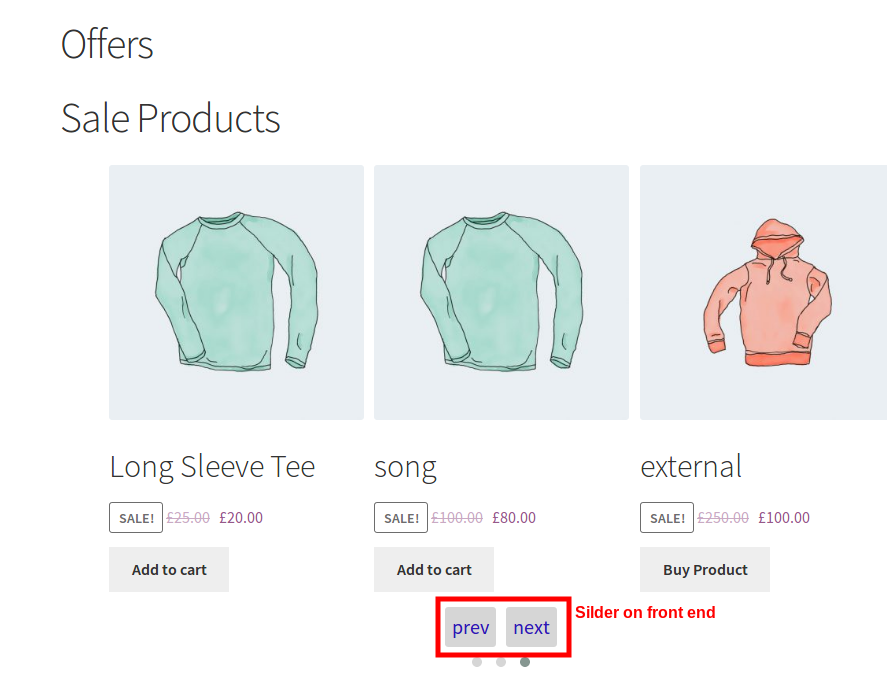 Offers
Sale Products
Long Sleeve Tee song external
SALE! £25.00 £20.00 SALE! £100.00 £80.00 SALE! £250.00 £100.00
Add to cart Add to cart Buy Product
prev next Silder on front end